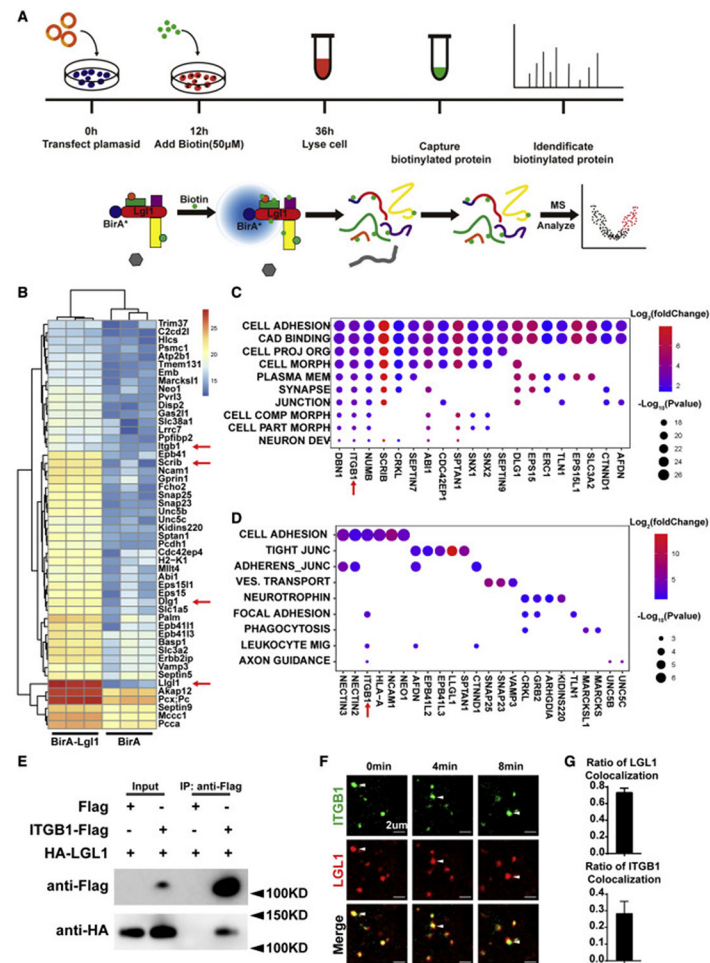 A
0h
Transfect plamasid
12h
Add Biotin(50μM)
36h
Lyse cell
Capture
biotinylated protein
Idenificate
biotinylated protein
Biotin
Lgl1
BirA*
Lgl1
BirA*
MS
Analyze
B
Trim37
C2cd2l
Hlcs
Psmc1
Atp2b1
Tmem131
Emb
Marcksl1
Neo1
Pvrl3
Disp2
Gas2l1
Slc38a1
Lrrc7
Ppfibp2
Itgb1
Epb41
Scrib
Ncam1
Gprin1
Fcho2
Snap25
Snap23
Unc5b
Unc5c
Kidins220
Sptan1
Pcdh1
Cdc42ep4
H2-K1
Mllt4
Abi1
Eps15l1
Eps15
Dlg1
Slc1a5
Palm
Epb41l1
Epb41l3
Basp1
Slc3a2
Erbb2ip
Vamp3
Septin5
Llgl1
Akap12
Pcx;Pc
Septin9
Mccc1
Pcca
25
20
15
BirA-Lgl1
BirA
C
CELL ADHESION
CAD BINDING
CELL PROJ ORG
CELL MORPH
PLASMA MEM
SYNAPSE
JUNCTION
CELL COMP MORPH
CELL PART MORPH
NEURON DEV
DBN1
ITGB1
NUMB
SCRIB
CRKL
SEPTIN7
ABI1
CDC42EP1
SPTAN1
SNX1
SNX2
SEPTIN9
DLG1
EPS15
ERC1
TLN1
EPS15L1
SLC3A2
CTNND1
AFDN
Log2(foldChange)
6
4
2
-Log10(Pvalue)
18
20
22
24
26
D
CELL ADHESION
TIGHT JUNC
ADHERENS_JUNC
VES. TRANSPORT
NEUROTROPHIN
FOCAL ADHESION
PHAGOCYTOSIS
LEUKOCYTE MIG
AXON GUIDANCE
NECTIN3
NECTIN2
ITGB1
HLA-A
NCAM1
NEO1
AFDN
EPB41L2
EPB41L3
LLGL1
SPTAN1
CTNND1
SNAP25
SNAP23
VAMP3
CRKL
GRB2
ARHGDIA
KIDINS220
TLN1
MARCKSL1
MARCKS
UNC5B
UNC5C
Log2(foldChange)
10
5
-Log10(Pvalue)
3
4
5
6
E
Input
IP: anti-Flag
Flag + - + -
ITGB1-Flag - + - +
HA-LGL1 + + + +
anti-Flag
100KD
150KD
anti-HA
100KD
F
0min 4min 8min
ITGB1
2um
LGL1
Merge
G
Ratio of LGL1
Colocalization
0.8
0.6
0.4
0.2
0.0
Ratio of ITGB1
Colocalization
0.4
0.3
0.2
0.1
0.0